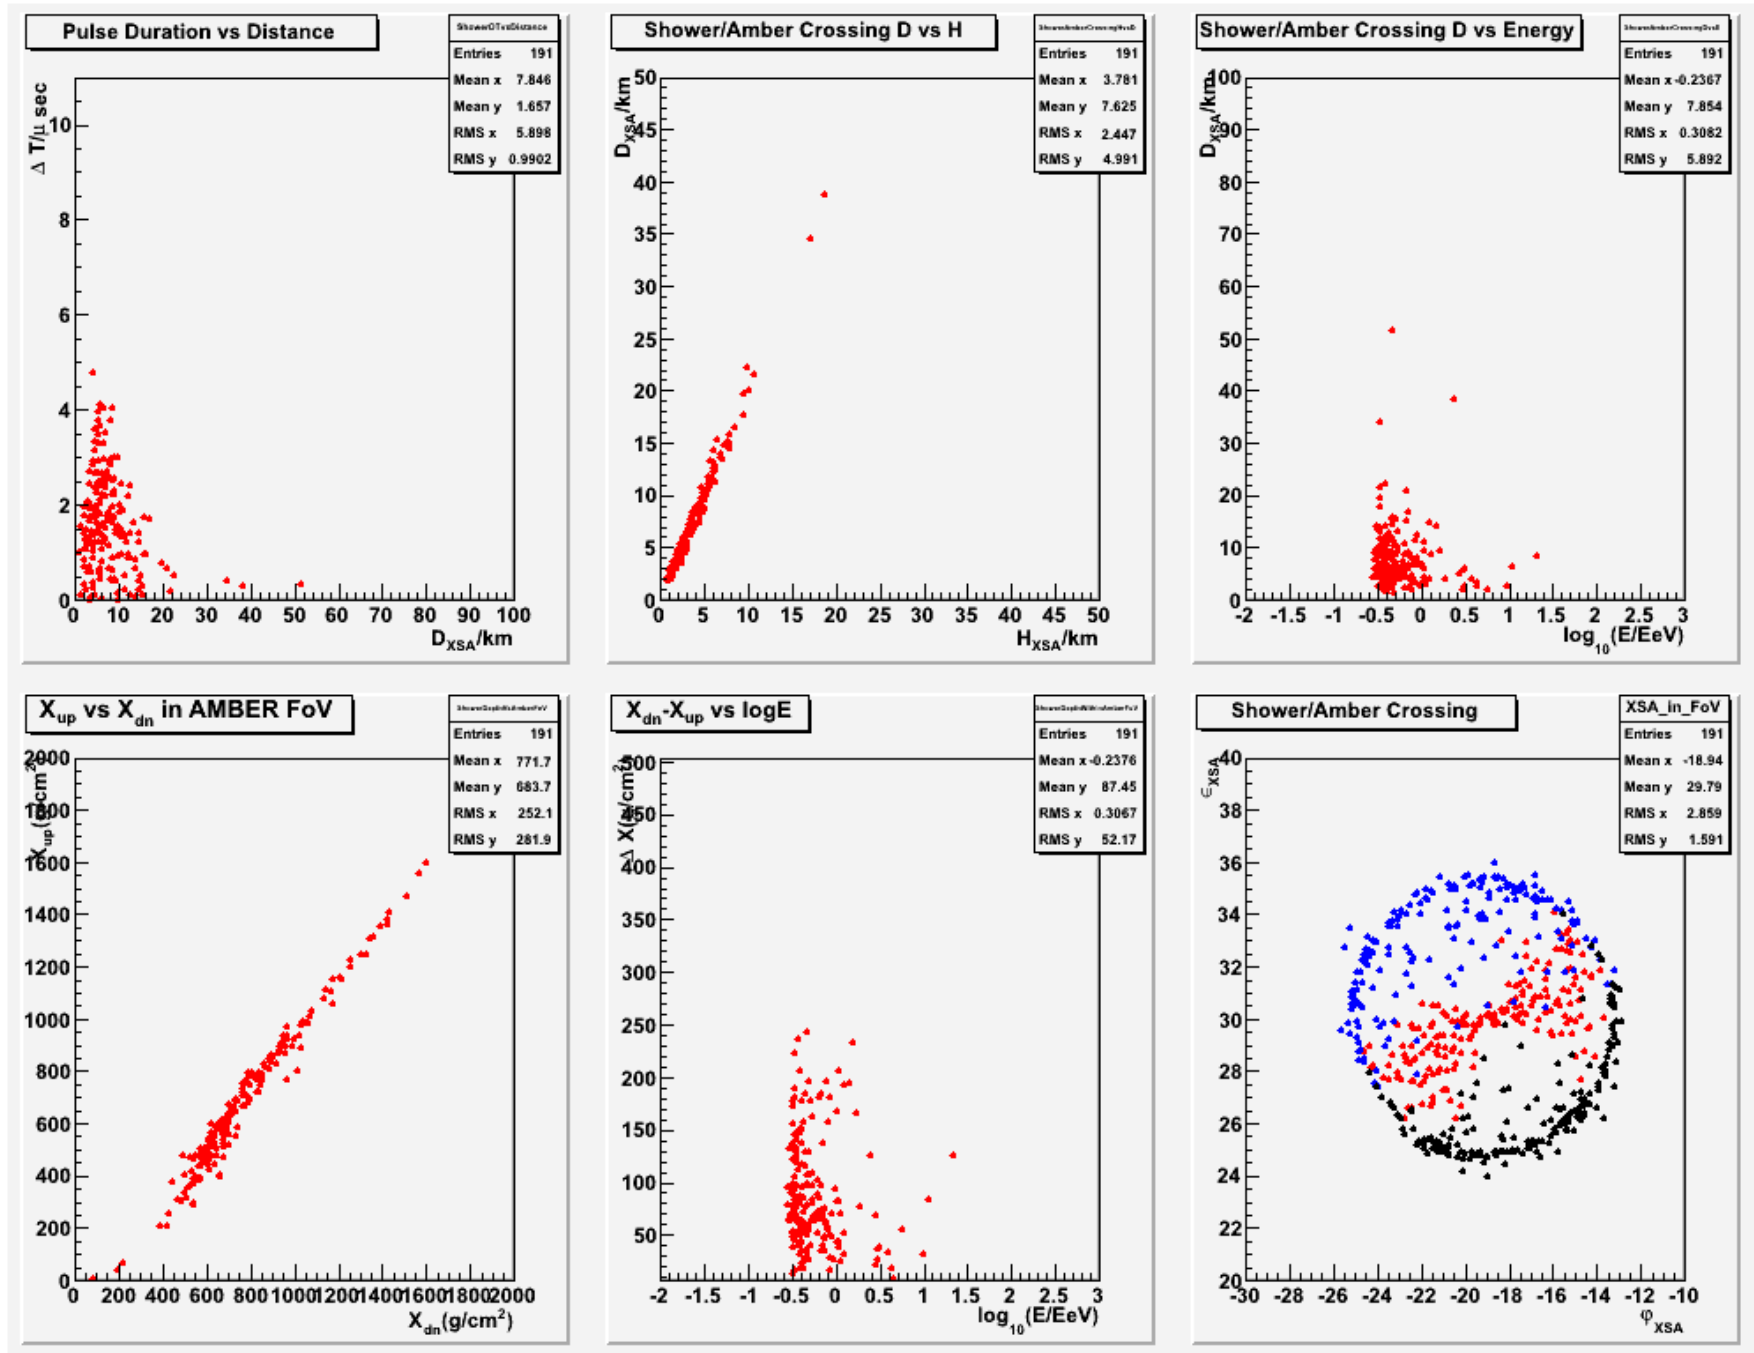 Pulse Duration vs Distance
ShowerDTvsDistance
Entries 191
Mean x 7.846
Mean y 1.657
RMS x 5.898
RMS y 0.9902
Δ T/μ sec
10
8
6
4
2
0
0 10 20 30 40 50 60 70 80 90 100
D_XSA/km
Shower/Amber Crossing D vs H
Entries 191
Mean x 3.781
Mean y 7.625
RMS x 2.447
RMS y 4.991
D_XSA/km
50
45
40
35
30
25
20
15
10
5
0
0 5 10 15 20 25 30 35 40 45 50
H_XSA/km
Shower/Amber Crossing D vs Energy
Entries 191
Mean x -0.2367
Mean y 7.854
RMS x 0.3082
RMS y 5.892
D_XSA/km
100
90
80
70
60
50
40
30
20
10
0
-2 -1.5 -1 -0.5 0 0.5 1 1.5 2 2.5 3
log_10(E/EeV)
X_up vs X_dn in AMBER FoV
Entries 191
Mean x 771.7
Mean y 683.7
RMS x 252.1
RMS y 281.9
X_up(g/cm²)
2000
1800
1600
1400
1200
1000
800
600
400
200
0
0 200 400 600 800 1000 1200 1400 1600 1800 2000
X_dn(g/cm²)
X_dn-X_up vs logE
Entries 191
Mean x -0.2376
Mean y 87.45
RMS x 0.3067
RMS y 52.17
Δ X(g/cm²)
500
450
400
350
300
250
200
150
100
50
-2 -1.5 -1 -0.5 0 0.5 1 1.5 2 2.5 3
log_10(E/EeV)
Shower/Amber Crossing
XSA_in_FoV
Entries 191
Mean x -18.94
Mean y 29.79
RMS x 2.859
RMS y 1.591
ε_XSA
40
38
36
34
32
30
28
26
24
22
20
-30 -28 -26 -24 -22 -20 -18 -16 -14 -12 -10
φ_XSA